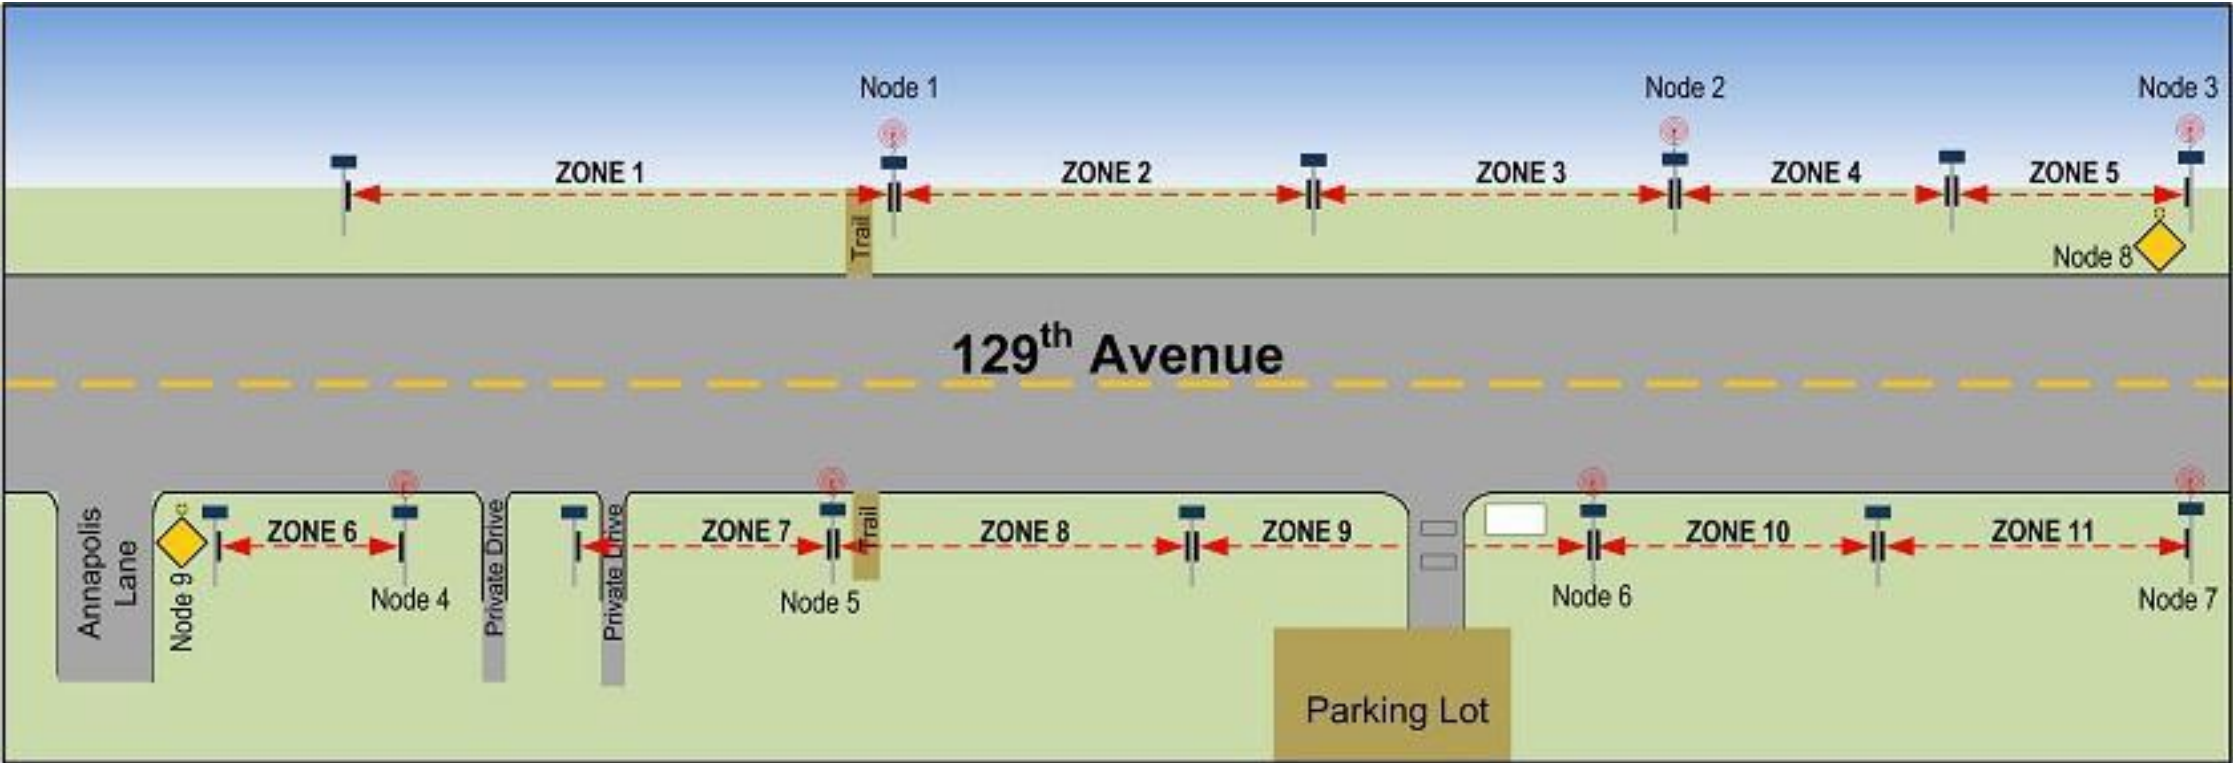 Node 1
Node 2
Node 3
ZONE 1
ZONE 2
ZONE 3
ZONE 4
ZONE 5
Trail
Node 8
129th Avenue
Annapolis
Lane
Node 9
ZONE 6
Node 4
Private Drive
Private Drive
ZONE 7
Node 5
Trail
ZONE 8
ZONE 9
ZONE 10
ZONE 11
Node 6
Node 7
Parking Lot